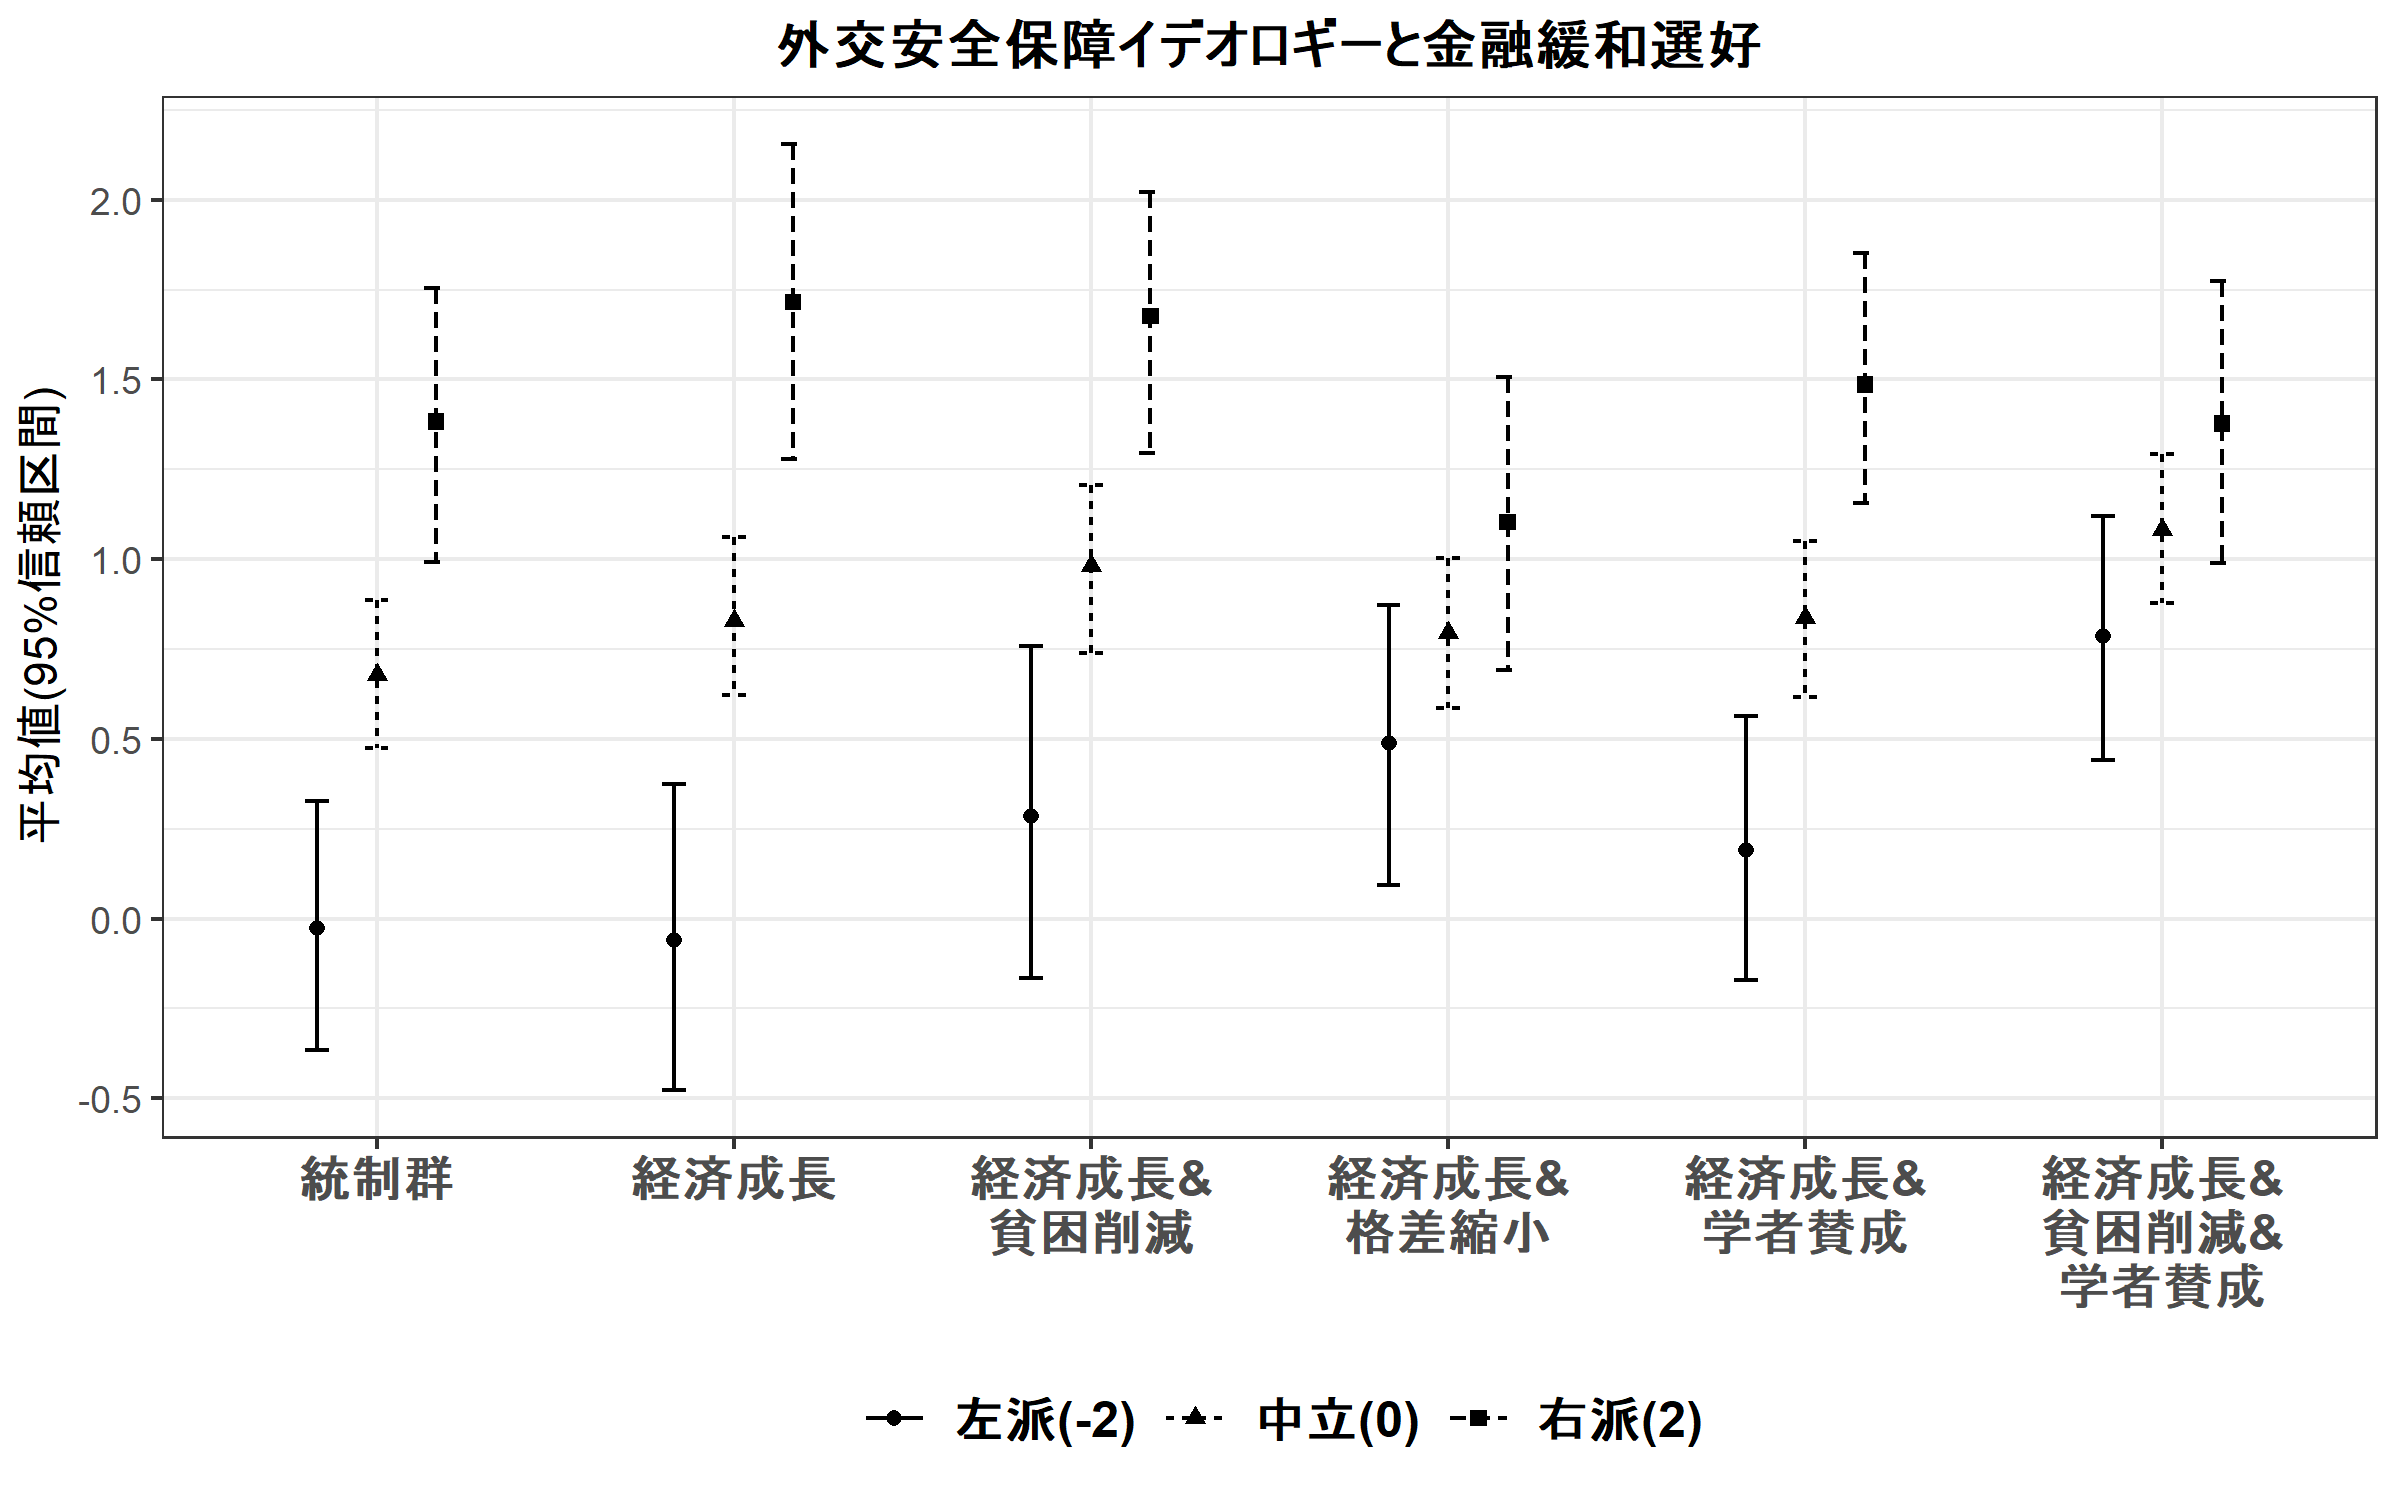 外交安全保障イデオロギーと金融緩和選好
平均値(95%信頼区間)
2.0
1.5
1.0
0.5
0.0
-0.5
統制群
経済成長
経済成長&
貧困削減
経済成長&
格差縮小
経済成長&
学者賛成
経済成長&
貧困削減&
学者賛成
左派(-2) 中立(0) 右派(2)